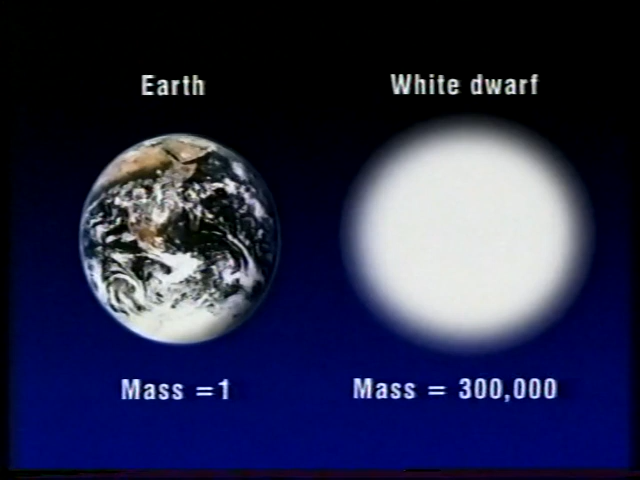 Earth
White dwarf
Mass =1
Mass = 300,000